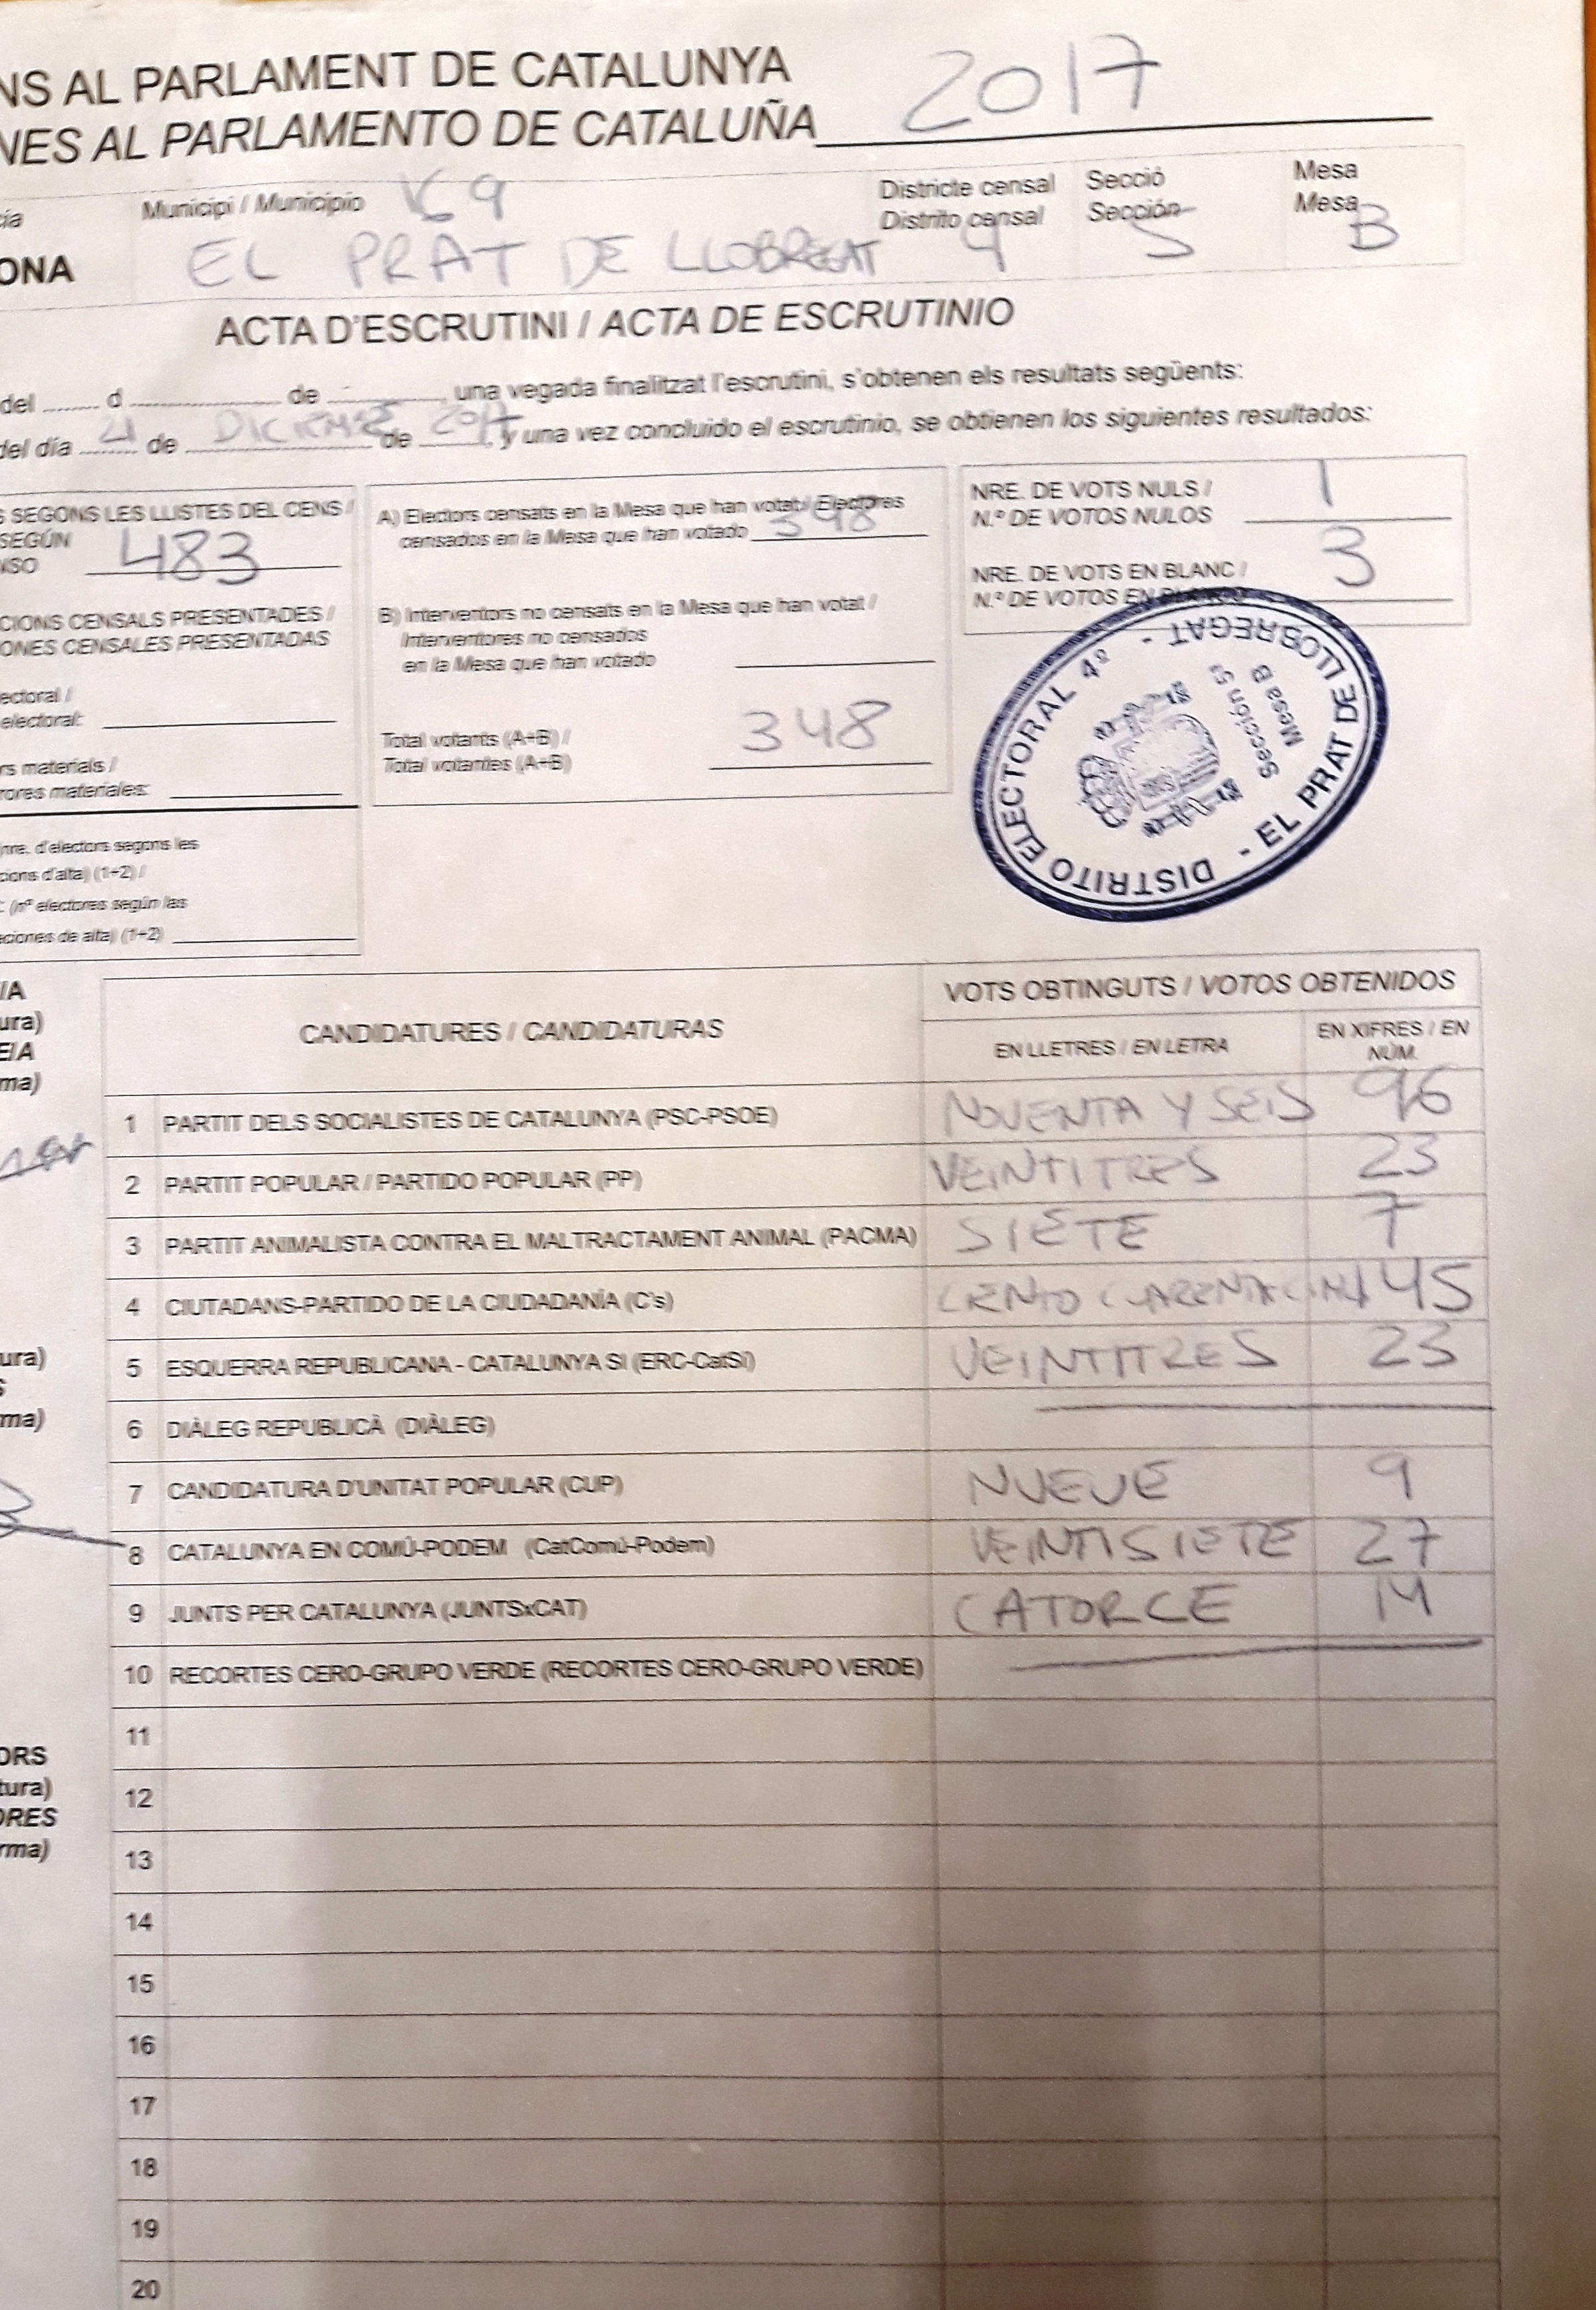 NS AL PARLAMENT DE CATALUNYA
NES AL PARLAMENTO DE CATALUÑA 2017
cía
Municipi / Municipio 169
Districte censal
Distrito censal 4
Secció
Sección 5
Mesa
Mesa B
ONA
EL PRAT DE LLOBREGAT
ACTA D'ESCRUTINI / ACTA DE ESCRUTINIO
del ........ d ........ de ........, una vegada finalitzat l'escrutini, s'obtenen els resultats següents:
del día 21 de DICIEMBRE de 2017, y una vez concluido el escrutinio, se obtienen los siguientes resultados:
S SEGONS LES LLISTES DEL CENS /
SEGÚN
NSO 483
CIONS CENSALS PRESENTADES /
ONES CENSALES PRESENTADAS
ectoral /
electoral:
rs materials /
rores materiales:
nre. d'electors segons les
cions d'alta) (1+2) /
: (nº electores según las
aciones de alta) (1+2)
A) Electors censats en la Mesa que han votat / Electores
censados en la Mesa que han votado 348
B) Interventors no censats en la Mesa que han votat /
Interventores no censados
en la Mesa que han votado
Total votants (A+B) /
Total votantes (A+B) 348
NRE. DE VOTS NULS /
N.º DE VOTOS NULOS 1
NRE. DE VOTS EN BLANC /
N.º DE VOTOS EN BLANCO 3
DISTRITO ELECTORAL 4º - EL PRAT DE LLOBREGAT -
Sección 5
Mesa B
/A
ura)
E/A
ma)
ura)
S
ma)
ORS
tura)
ORES
rma)
CANDIDATURES / CANDIDATURAS
VOTS OBTINGUTS / VOTOS OBTENIDOS
EN LLETRES / EN LETRA
EN XIFRES / EN
NÚM.
1 PARTIT DELS SOCIALISTES DE CATALUNYA (PSC-PSOE) NOVENTA Y SEIS 96
2 PARTIT POPULAR / PARTIDO POPULAR (PP) VEINTITRES 23
3 PARTIT ANIMALISTA CONTRA EL MALTRACTAMENT ANIMAL (PACMA) SIETE 7
4 CIUTADANS-PARTIDO DE LA CIUDADANÍA (C's) CIENTO CUARENTA 145
5 ESQUERRA REPUBLICANA - CATALUNYA SÍ (ERC-CatSí) VEINTITRES 23
6 DIÀLEG REPUBLICÀ (DIÀLEG)
7 CANDIDATURA D'UNITAT POPULAR (CUP) NUEVE 9
8 CATALUNYA EN COMÚ-PODEM (CatComú-Podem) VEINTISIETE 27
9 JUNTS PER CATALUNYA (JUNTSxCAT) CATORCE 14
10 RECORTES CERO-GRUPO VERDE (RECORTES CERO-GRUPO VERDE)
11
12
13
14
15
16
17
18
19
20